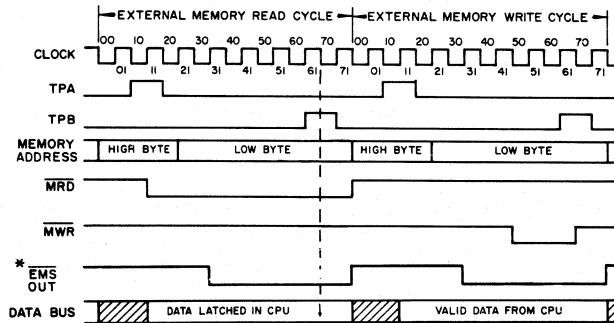 EXTERNAL MEMORY READ CYCLE EXTERNAL MEMORY WRITE CYCLE
00 10 20 30 40 50 60 70 00 10 20 30 40 50 60 70
CLOCK
01 11 21 31 41 51 61 71 01 11 21 31 41 51 61 71
TPA
TPB
MEMORY ADDRESS
HIGR BYTE LOW BYTE HIGH BYTE LOW BYTE
MRD
MWR
* EMS
OUT
DATA BUS DATA LATCHED IN CPU VALID DATA FROM CPU